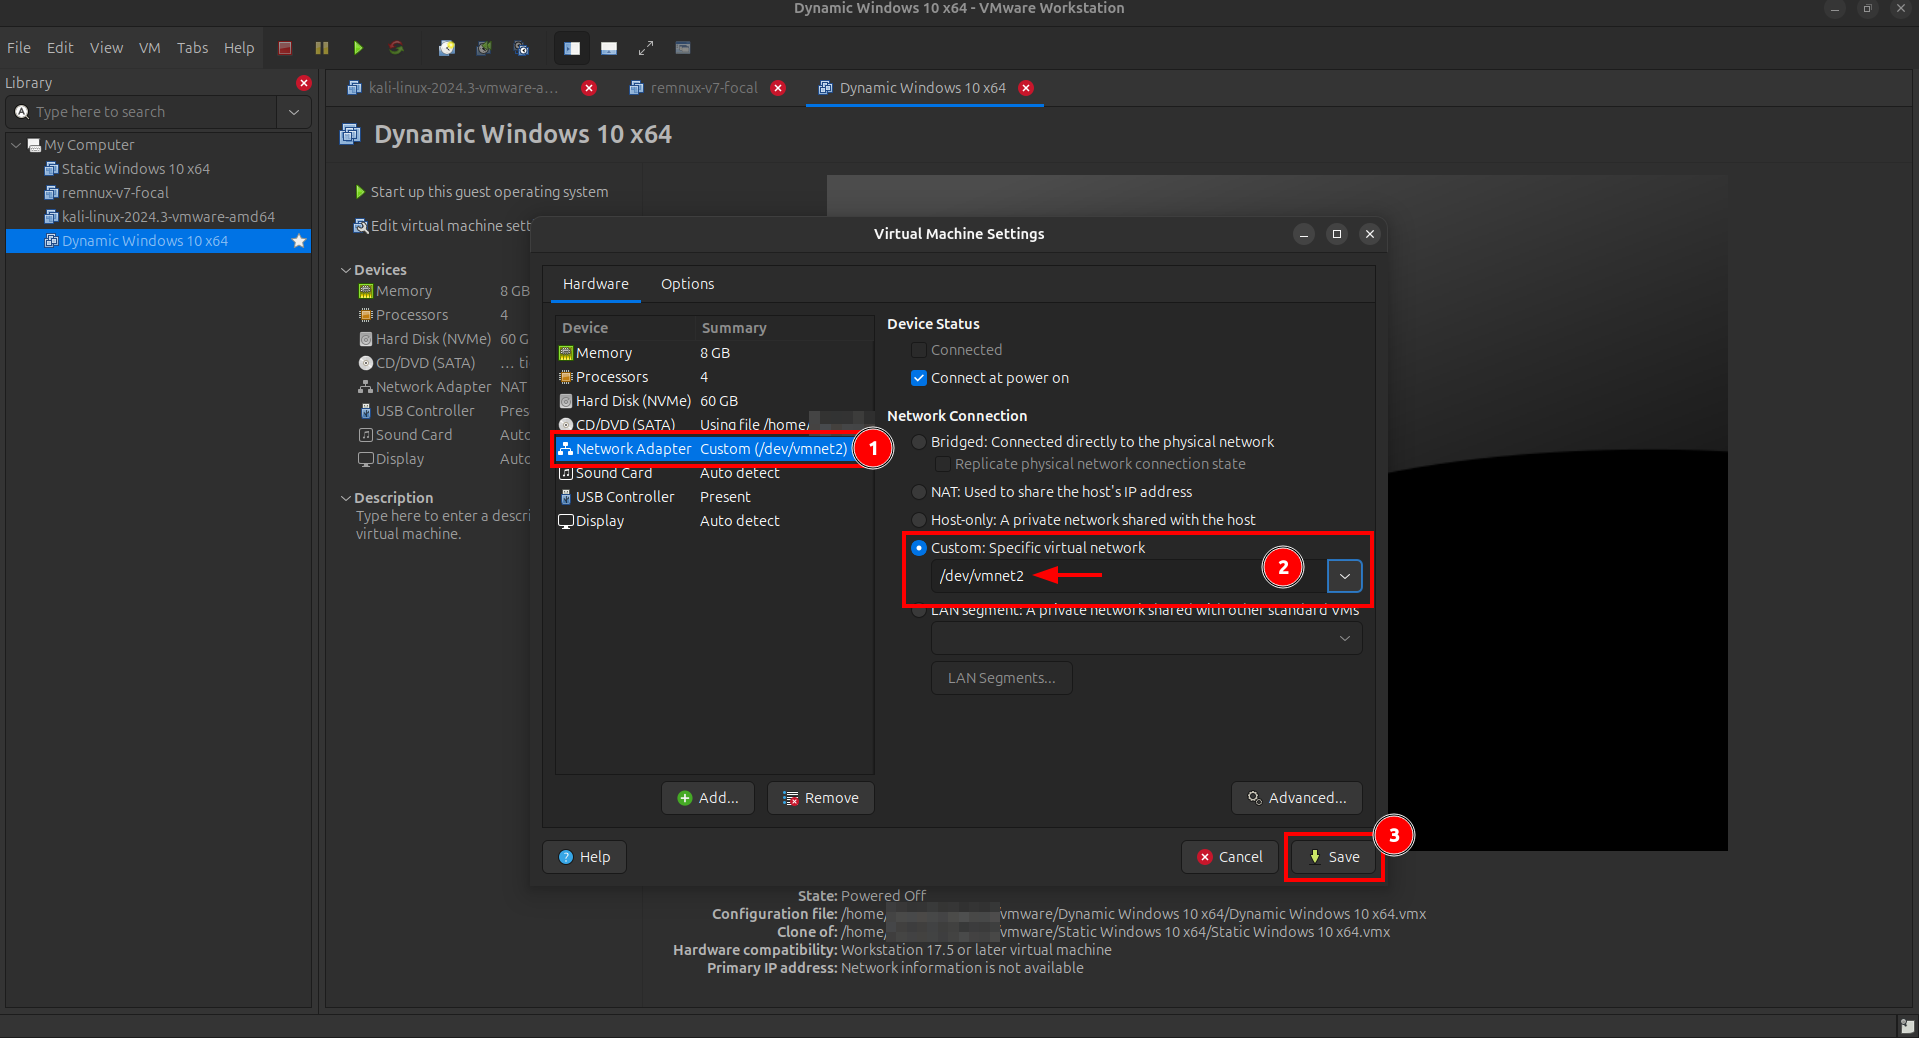 Dynamic Windows 10 x64 - VMware Workstation
File Edit View VM Tabs Help
Library
Type here to search
My Computer
Static Windows 10 x64
remnux-v7-focal
kali-linux-2024.3-vmware-amd64
Dynamic Windows 10 x64
kali-linux-2024.3-vmware-a...
remnux-v7-focal
Dynamic Windows 10 x64
Dynamic Windows 10 x64
Start up this guest operating system
Edit virtual machine sett
Devices
Memory 8 GB
Processors 4
Hard Disk (NVMe) 60 G
CD/DVD (SATA) ... ti
Network Adapter NAT
USB Controller Pres
Sound Card Auto
Display Auto
Description
Type here to enter a descri
virtual machine.
Virtual Machine Settings
Hardware Options
Device Summary
Memory 8 GB
Processors 4
Hard Disk (NVMe) 60 GB
CD/DVD (SATA) Using file /home/
Network Adapter Custom (/dev/vmnet2)
1
Sound Card Auto detect
USB Controller Present
Display Auto detect
Add...
Remove
Device Status
Connected
Connect at power on
Network Connection
Bridged: Connected directly to the physical network
Replicate physical network connection state
NAT: Used to share the host's IP address
Host-only: A private network shared with the host
Custom: Specific virtual network
/dev/vmnet2
2
LAN segment: A private network shared with other standard VMs
LAN Segments...
Advanced...
Help
Cancel
Save
3
State: Powered Off
Configuration file: /home/ vmware/Dynamic Windows 10 x64/Dynamic Windows 10 x64.vmx
Clone of: /home/ vmware/Static Windows 10 x64/Static Windows 10 x64.vmx
Hardware compatibility: Workstation 17.5 or later virtual machine
Primary IP address: Network information is not available